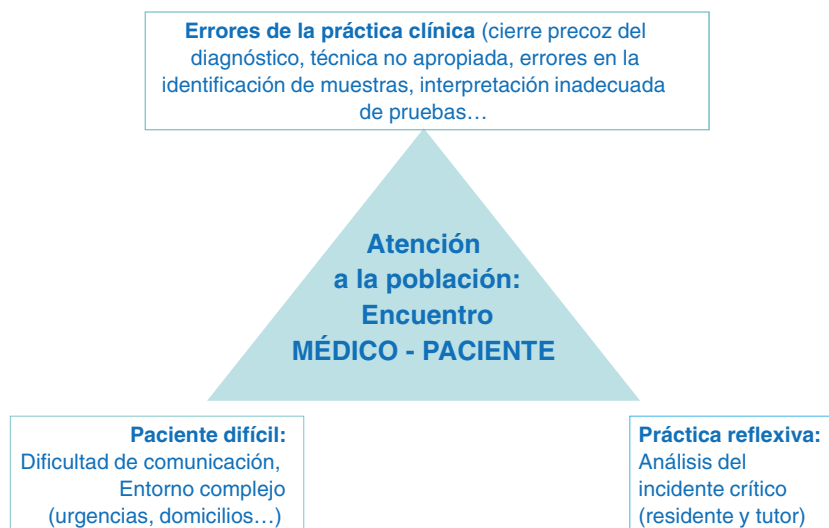 Errores de la práctica clínica (cierre precoz del
diagnóstico, técnica no apropiada, errores en la
identificación de muestras, interpretación inadecuada
de pruebas…
Atención
a la población:
Encuentro
MÉDICO - PACIENTE
Paciente difícil:
Dificultad de comunicación,
Entorno complejo
(urgencias, domicilios…)
Práctica reflexiva:
Análisis del
incidente crítico
(residente y tutor)